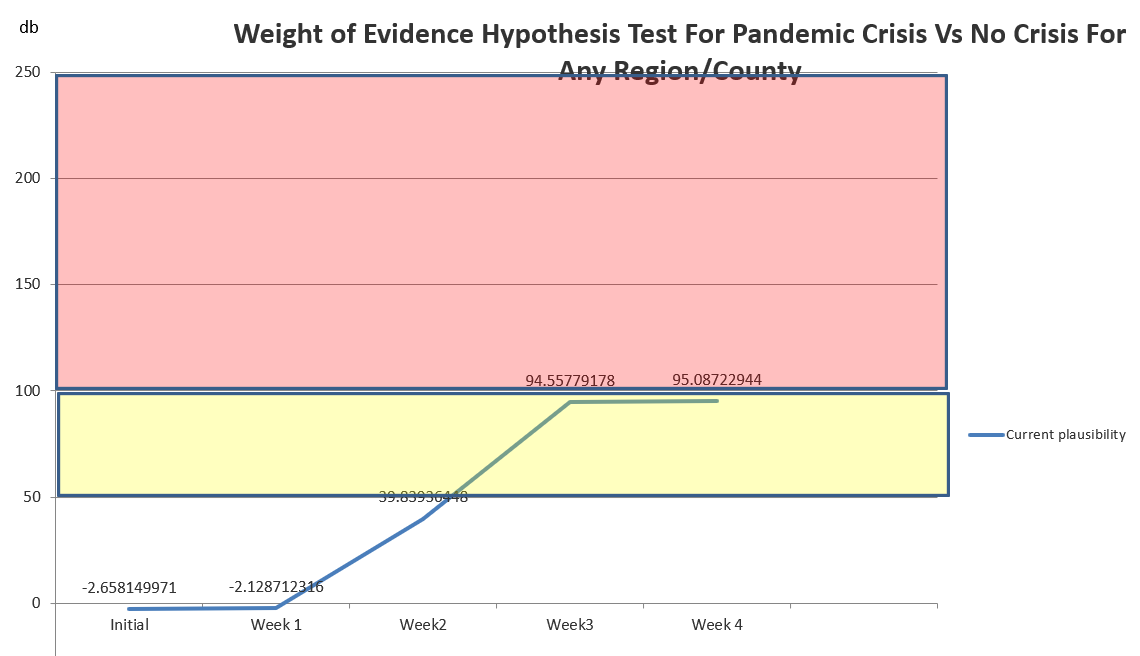 db
Weight of Evidence Hypothesis Test For Pandemic Crisis Vs No Crisis For
Any Region/County
250
200
150
100
50
0
94.55779178
95.08722944
39.83936448
-2.658149971
-2.128712316
Initial
Week 1
Week2
Week3
Week 4
Current plausibility